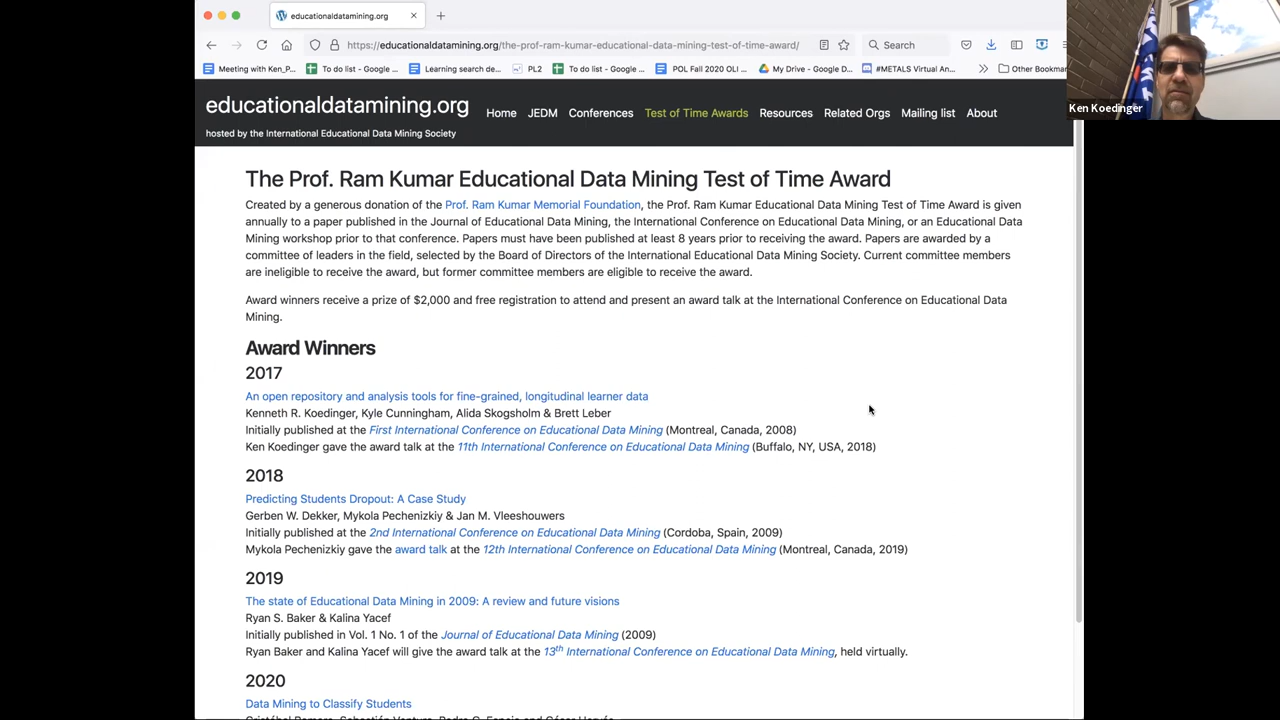 educationaldatamining.org
https://educationaldatamining.org/the-prof-ram-kumar-educational-data-mining-test-of-time-award/
Search
Meeting with Ken_P...
To do list - Google ...
Learning search de...
PL2
To do list - Google ...
POL Fall 2020 OLI ...
My Drive - Google D...
#METALS Virtual An...
Other Bookmar
Ken Koedinger
educationaldatamining.org
hosted by the International Educational Data Mining Society
Home
JEDM
Conferences
Test of Time Awards
Resources
Related Orgs
Mailing list
About
The Prof. Ram Kumar Educational Data Mining Test of Time Award
Created by a generous donation of the Prof. Ram Kumar Memorial Foundation, the Prof. Ram Kumar Educational Data Mining Test of Time Award is given
annually to a paper published in the Journal of Educational Data Mining, the International Conference on Educational Data Mining, or an Educational Data
Mining workshop prior to that conference. Papers must have been published at least 8 years prior to receiving the award. Papers are awarded by a
committee of leaders in the field, selected by the Board of Directors of the International Educational Data Mining Society. Current committee members
are ineligible to receive the award, but former committee members are eligible to receive the award.
Award winners receive a prize of $2,000 and free registration to attend and present an award talk at the International Conference on Educational Data
Mining.
Award Winners
2017
An open repository and analysis tools for fine-grained, longitudinal learner data
Kenneth R. Koedinger, Kyle Cunningham, Alida Skogsholm & Brett Leber
Initially published at the First International Conference on Educational Data Mining (Montreal, Canada, 2008)
Ken Koedinger gave the award talk at the 11th International Conference on Educational Data Mining (Buffalo, NY, USA, 2018)
2018
Predicting Students Dropout: A Case Study
Gerben W. Dekker, Mykola Pechenizkiy & Jan M. Vleeshouwers
Initially published at the 2nd International Conference on Educational Data Mining (Cordoba, Spain, 2009)
Mykola Pechenizkiy gave the award talk at the 12th International Conference on Educational Data Mining (Montreal, Canada, 2019)
2019
The state of Educational Data Mining in 2009: A review and future visions
Ryan S. Baker & Kalina Yacef
Initially published in Vol. 1 No. 1 of the Journal of Educational Data Mining (2009)
Ryan Baker and Kalina Yacef will give the award talk at the 13th International Conference on Educational Data Mining, held virtually.
2020
Data Mining to Classify Students